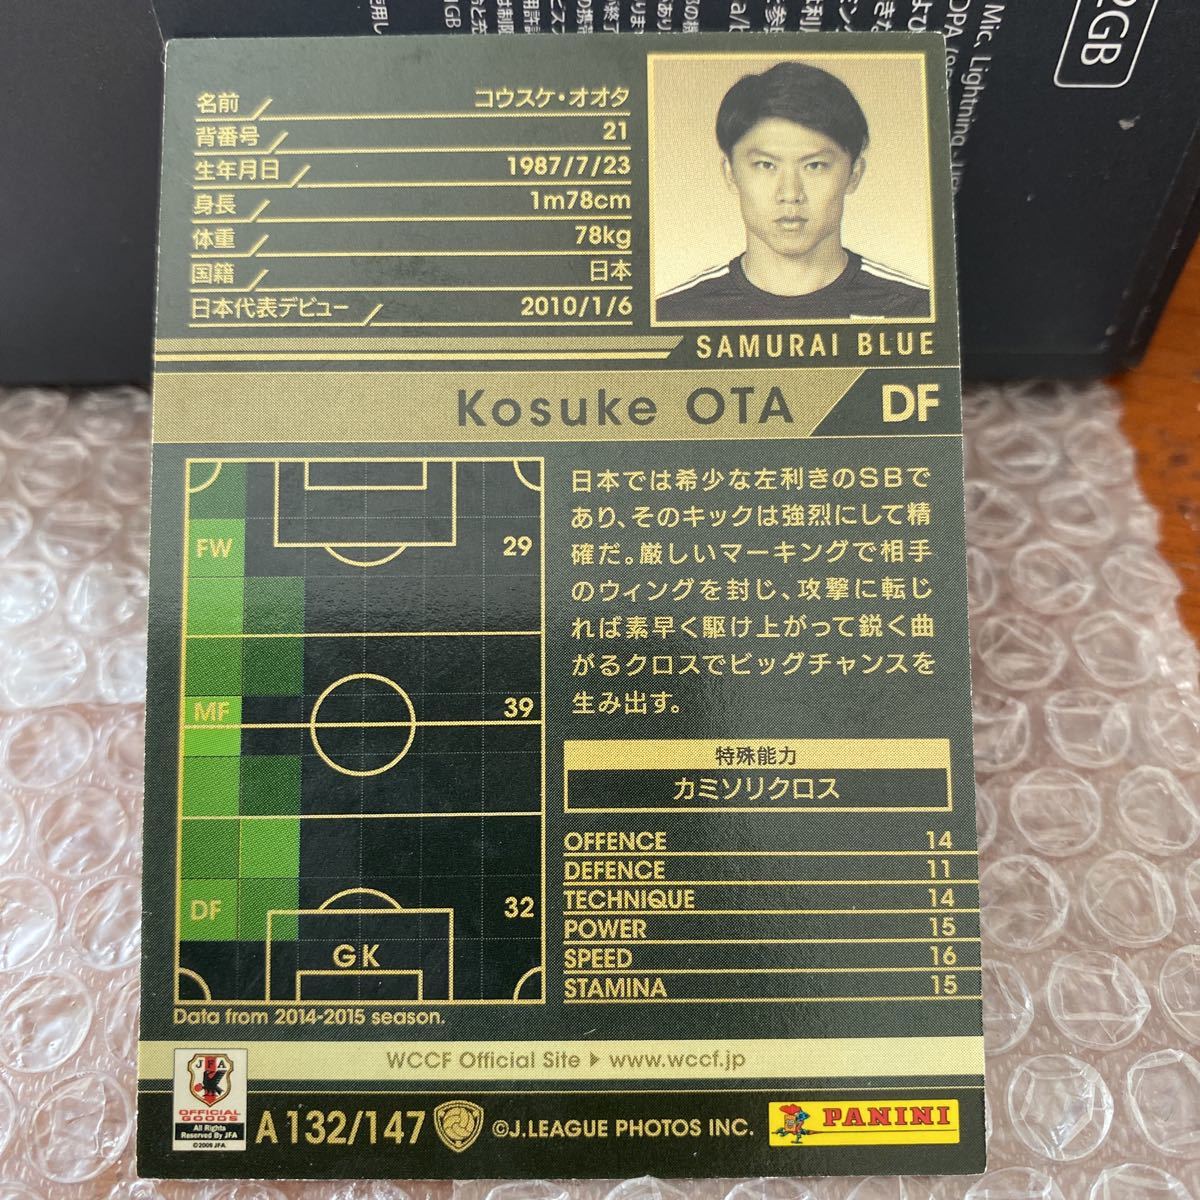 2GB
Mic, Lightning
名前 コウスケ・オオタ
背番号 21
生年月日 1987/7/23
身長 1m78cm
体重 78kg
国籍 日本
日本代表デビュー 2010/1/6
SAMURAI BLUE
Kosuke OTA DF
FW 29
MF 39
DF 32
GK
Data from 2014-2015 season.
日本では希少な左利きのSBで
あり、そのキックは強烈にして精
確だ。厳しいマーキングで相手
のウィングを封じ、攻撃に転じ
れば素早く駆け上がって鋭く曲
がるクロスでビッグチャンスを
生み出す。
特殊能力
カミソリクロス
OFFENCE 14
DEFENCE 11
TECHNIQUE 14
POWER 15
SPEED 16
STAMINA 15
WCCF Official Site ▶ www.wccf.jp
JFA
OFFICIAL
GOODS
All Rights
Reserved By JFA
©2009 JFA
A132/147
©J.LEAGUE PHOTOS INC.
PANINI